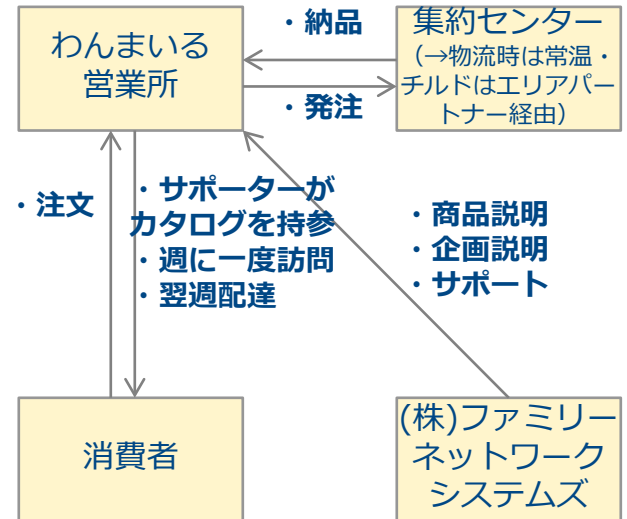 わんまいる
営業所
・納品
・発注
集約センター
（→物流時は常温・
チルドはエリアパー
トナー経由）
・注文
・サポーターが
カタログを持参
・週に一度訪問
・翌週配達
・商品説明
・企画説明
・サポート
消費者
(株)ファミリー
ネットワーク
システムズ